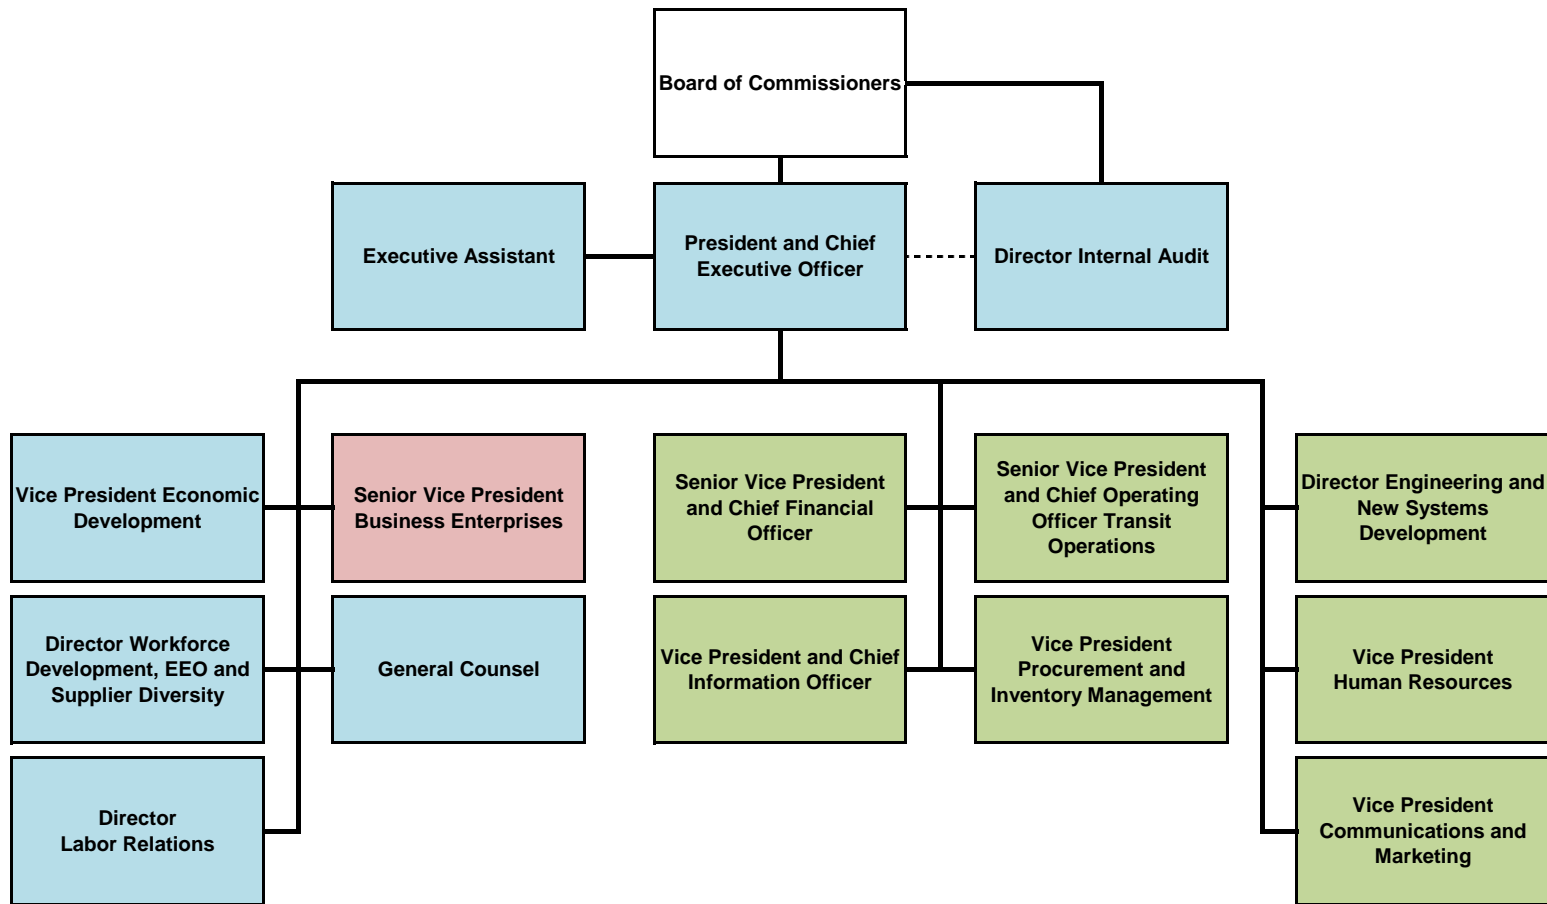 Board of Commissioners
Executive Assistant
President and Chief
Executive Officer
Director Internal Audit
Vice President Economic
Development
Senior Vice President
Business Enterprises
Senior Vice President
and Chief Financial
Officer
Senior Vice President
and Chief Operating
Officer Transit
Operations
Director Engineering and
New Systems
Development
Director Workforce
Development, EEO and
Supplier Diversity
General Counsel
Vice President and Chief
Information Officer
Vice President
Procurement and
Inventory Management
Vice President
Human Resources
Director
Labor Relations
Vice President
Communications and
Marketing